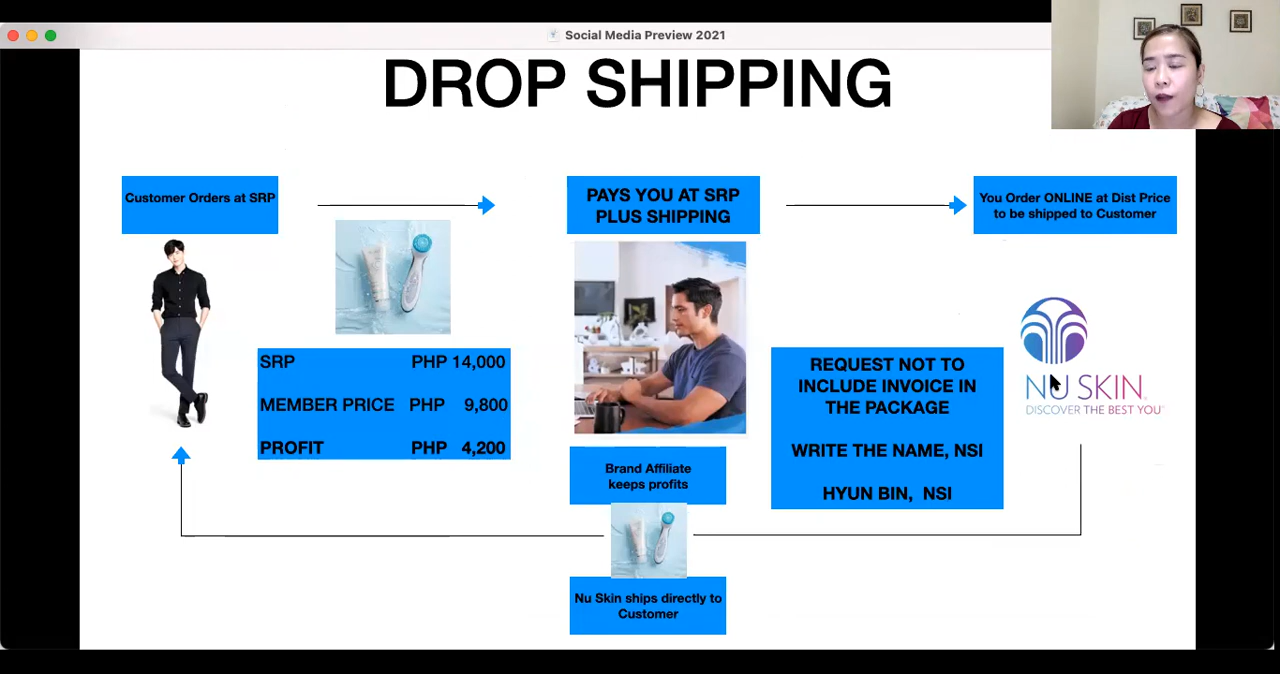 Social Media Preview 2021
DROP SHIPPING
Customer Orders at SRP
PAYS YOU AT SRP
PLUS SHIPPING
You Order ONLINE at Dist Price
to be shipped to Customer
SRP PHP 14,000
MEMBER PRICE PHP 9,800
PROFIT PHP 4,200
REQUEST NOT TO
INCLUDE INVOICE IN
THE PACKAGE
WRITE THE NAME, NSI
HYUN BIN, NSI
NU SKIN
DISCOVER THE BEST YOU
Brand Affiliate
keeps profits
Nu Skin ships directly to
Customer